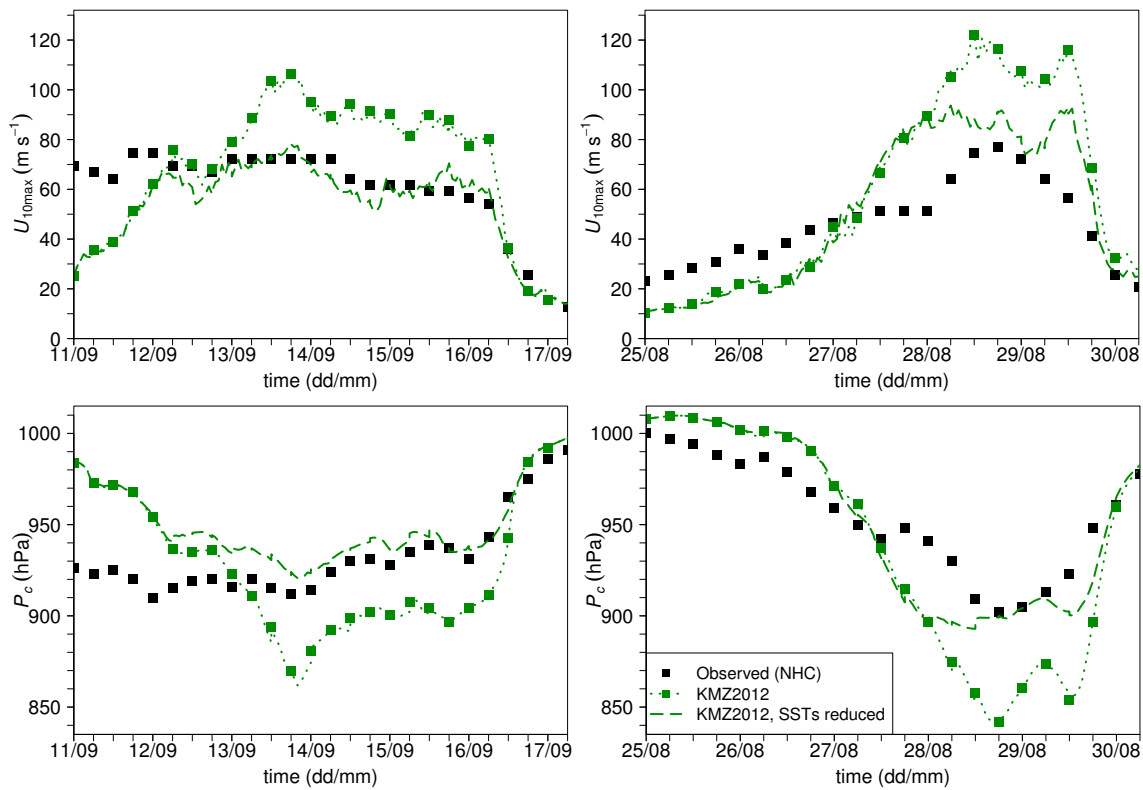 120
100
80
60
40
20
0
U10max (m s−1)
11/09 12/09 13/09 14/09 15/09 16/09 17/09
time (dd/mm)
120
100
80
60
40
20
0
U10max (m s−1)
25/08 26/08 27/08 28/08 29/08 30/08
time (dd/mm)
1000
950
900
850
Pc (hPa)
11/09 12/09 13/09 14/09 15/09 16/09 17/09
time (dd/mm)
1000
950
900
850
Pc (hPa)
Observed (NHC)
KMZ2012
KMZ2012, SSTs reduced
25/08 26/08 27/08 28/08 29/08 30/08
time (dd/mm)